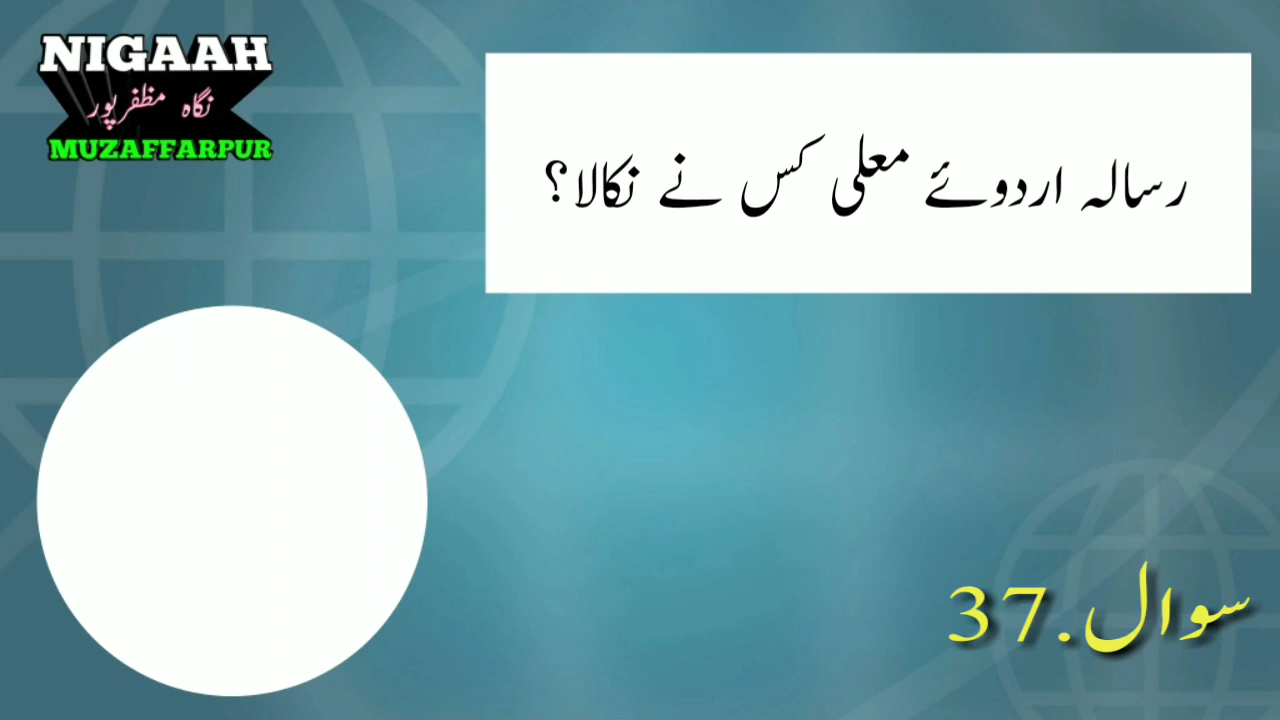 NIGAAH
نگاہ مظفرپور
MUZAFFARPUR
رسالہ اردوئے معلی کس نے نکالا؟
سوال.37